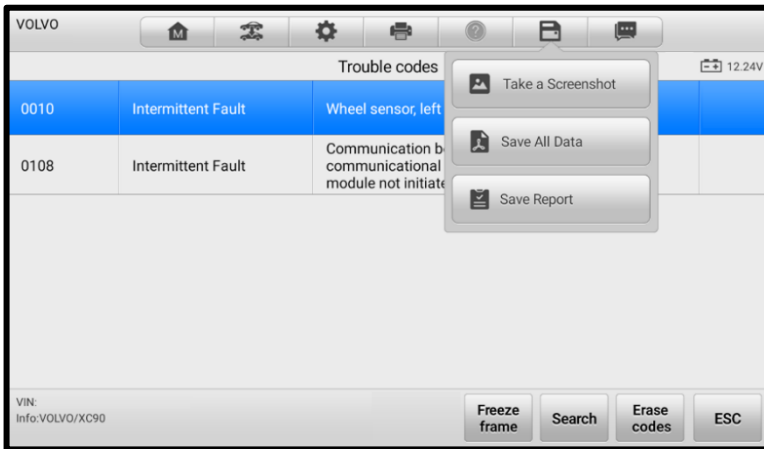 VOLVO
M
Trouble codes
12.24V
Take a Screenshot
0010 Intermittent Fault Wheel sensor, left
Save All Data
0108 Intermittent Fault Communication
communicational
module not
Save Report
VIN:
Info:VOLVO/XC90
Freeze
frame
Search
Erase
codes
ESC